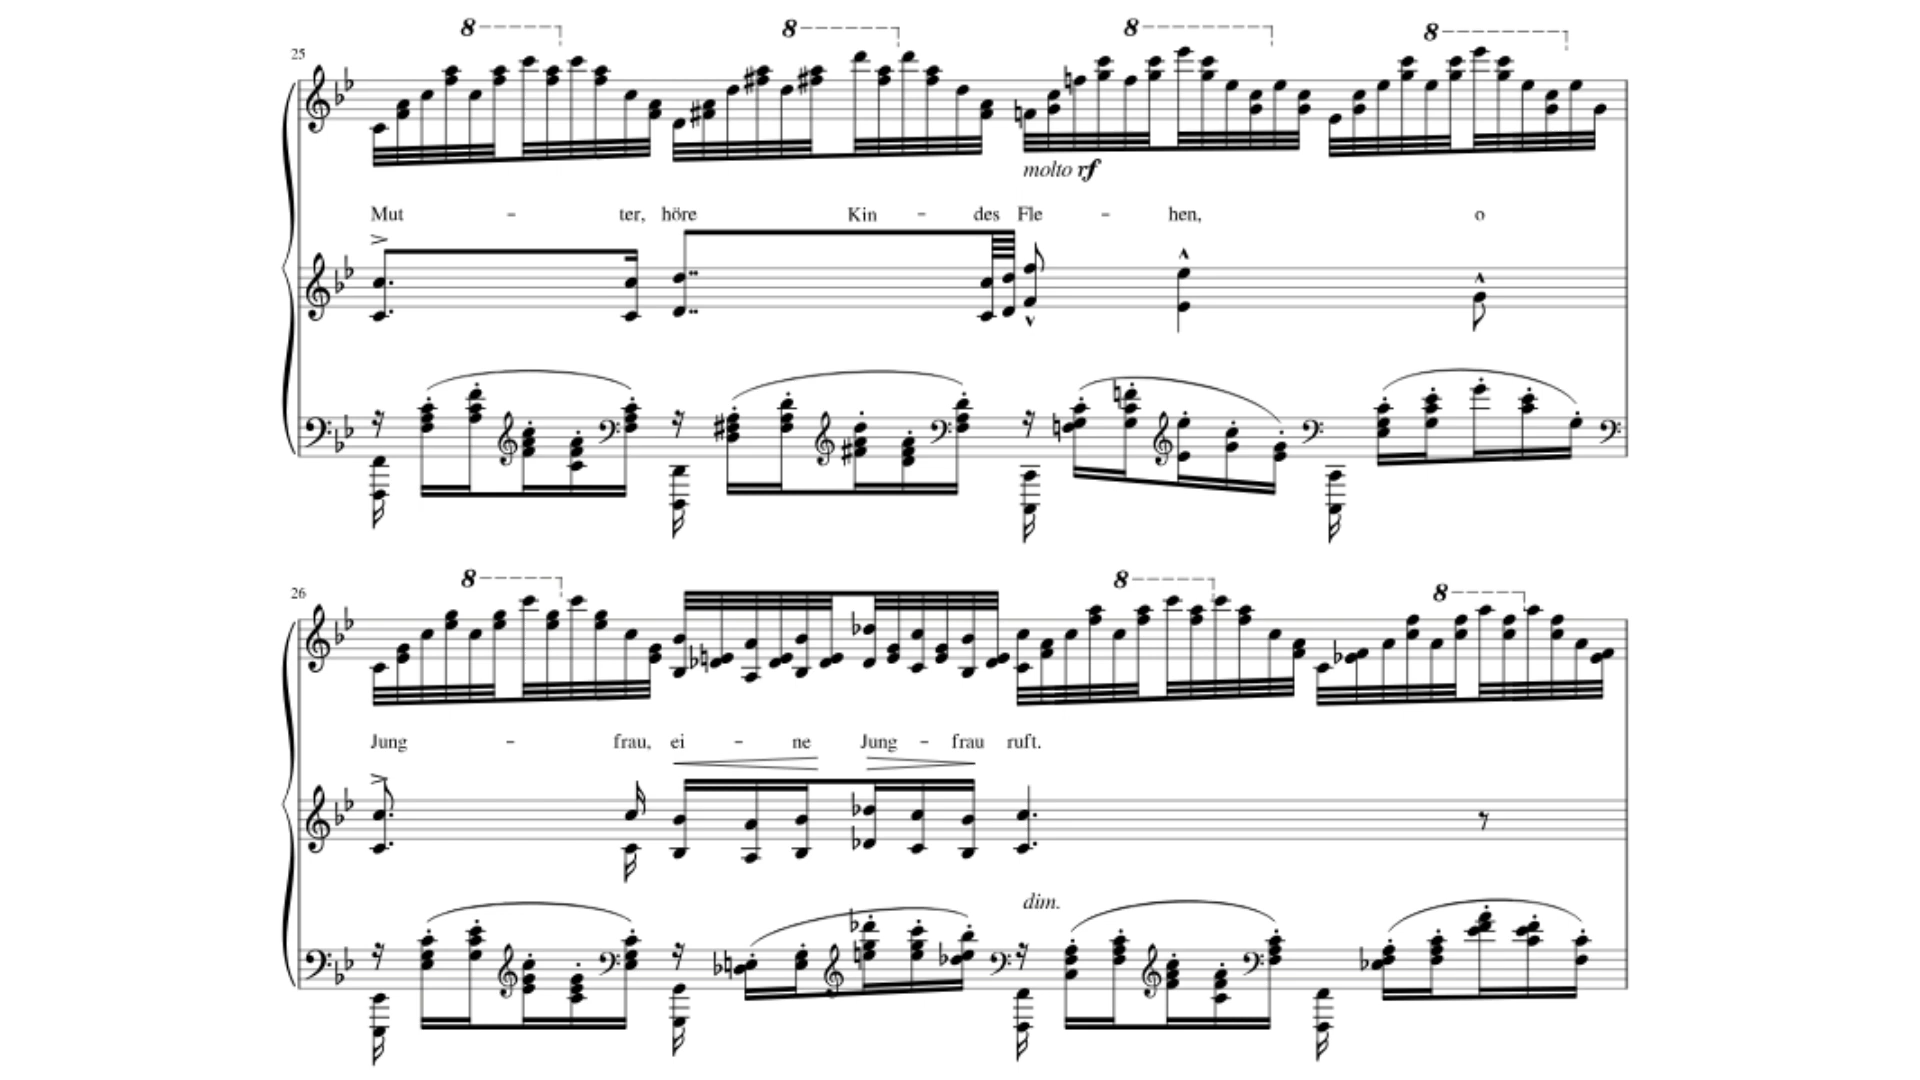 8 8 8 8
25
molto rf
Mut - ter, höre Kin - des Fle - hen, o
26
8 8 8
Jung - frau, ei - ne Jung - frau ruft.
dim.